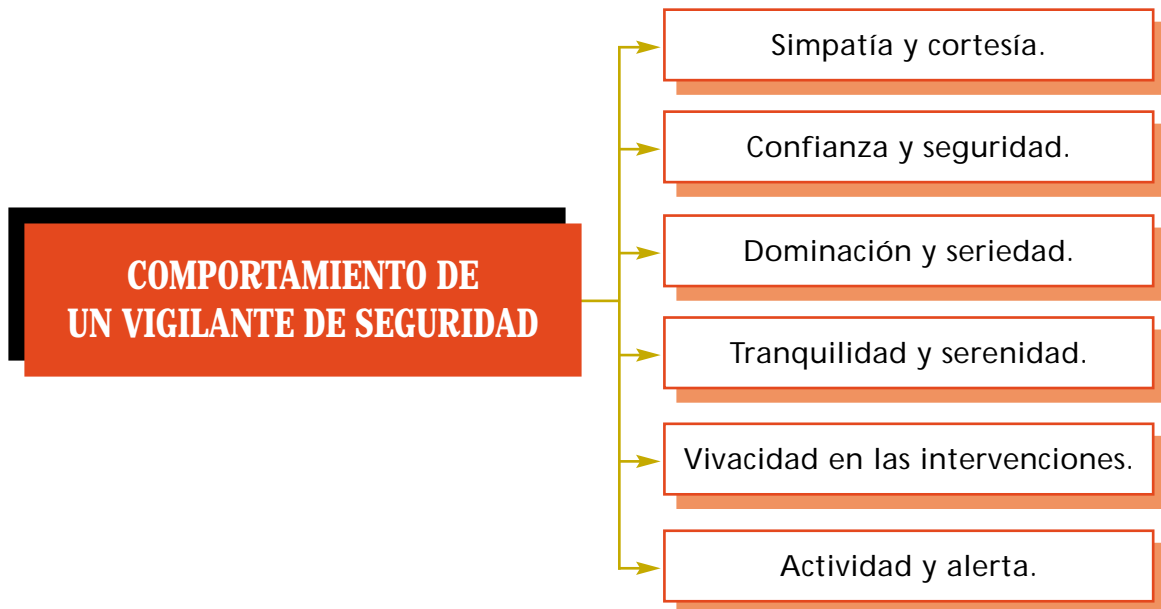 COMPORTAMIENTO DE
UN VIGILANTE DE SEGURIDAD
Simpatía y cortesía.
Confianza y seguridad.
Dominación y seriedad.
Tranquilidad y serenidad.
Vivacidad en las intervenciones.
Actividad y alerta.